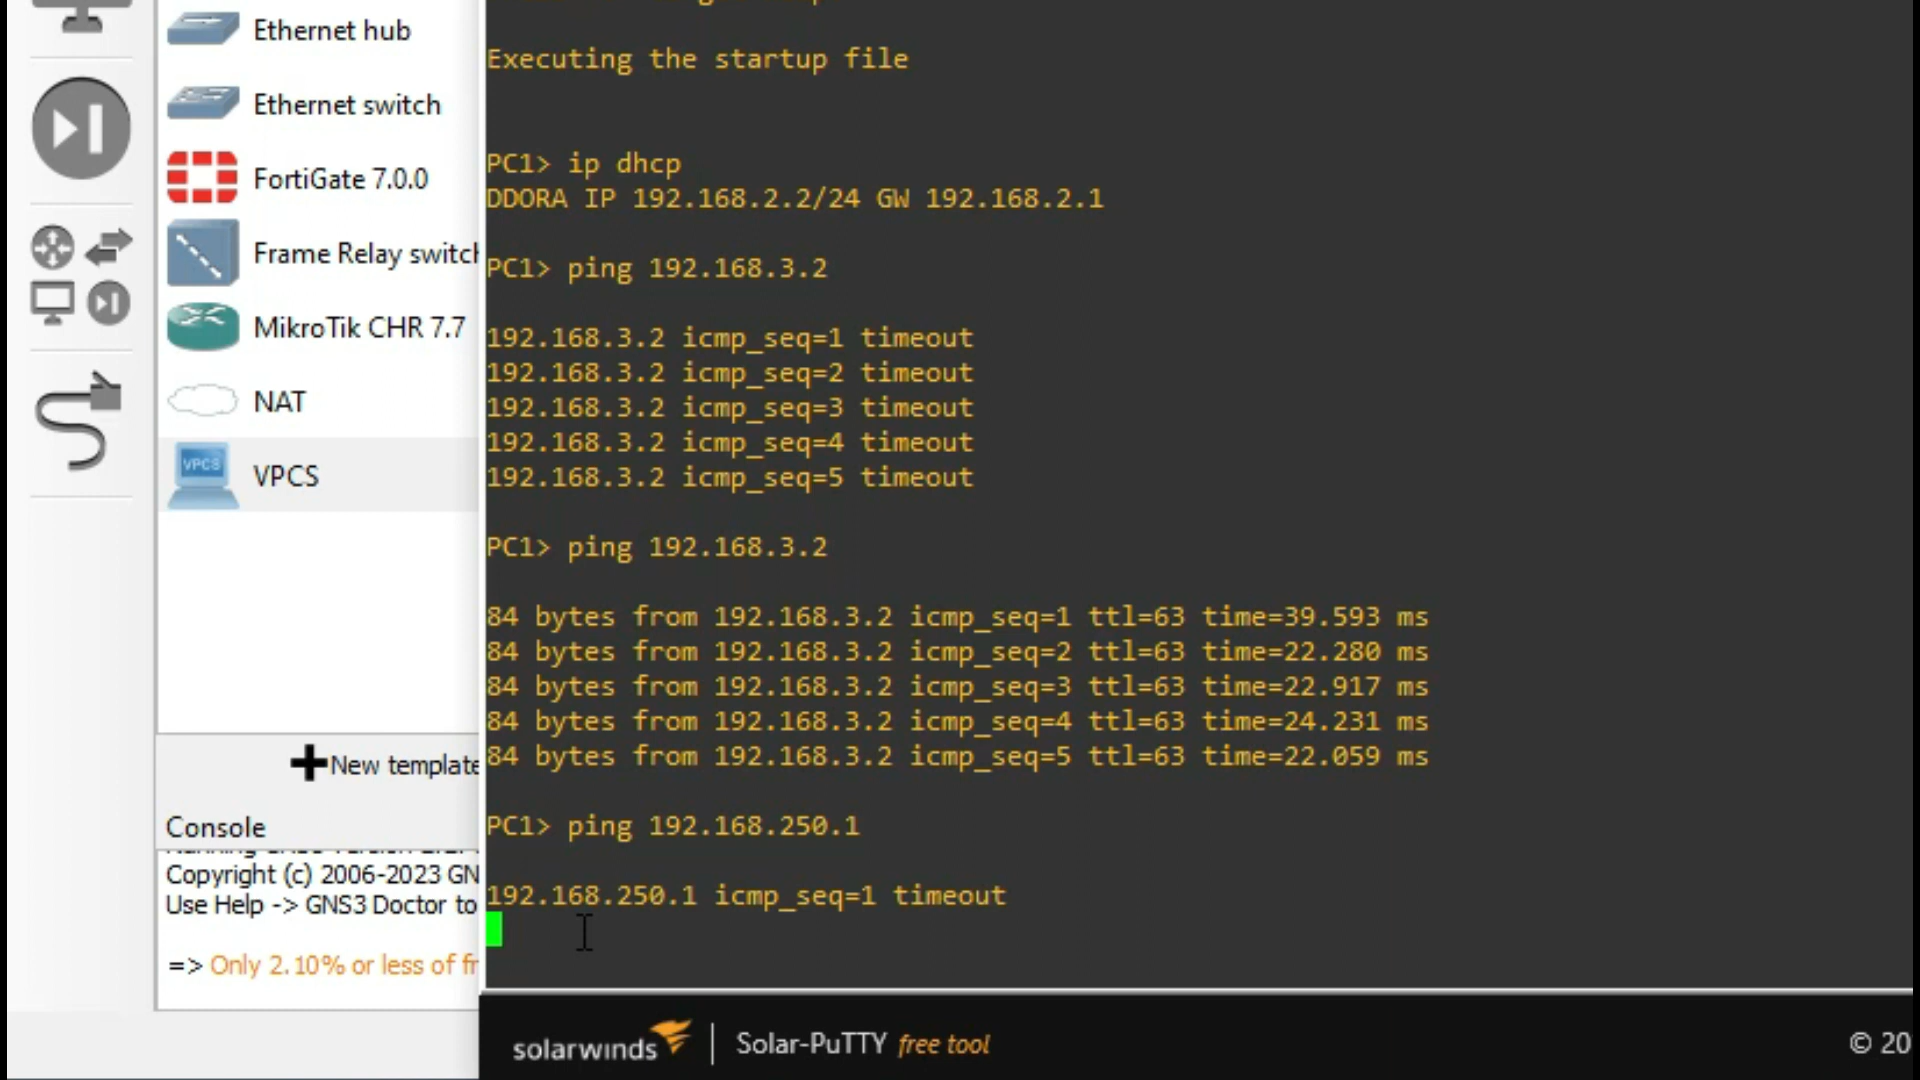 Ethernet hub
Ethernet switch
FortiGate 7.0.0
Frame Relay switch
MikroTik CHR 7.7
NAT
VPCS
VPCS
New template
Console
Copyright (c) 2006-2023 GN
Use Help -> GNS3 Doctor to
=> Only 2.10% or less of fr
Executing the startup file
PC1> ip dhcp
DDORA IP 192.168.2.2/24 GW 192.168.2.1
PC1> ping 192.168.3.2
192.168.3.2 icmp_seq=1 timeout
192.168.3.2 icmp_seq=2 timeout
192.168.3.2 icmp_seq=3 timeout
192.168.3.2 icmp_seq=4 timeout
192.168.3.2 icmp_seq=5 timeout
PC1> ping 192.168.3.2
84 bytes from 192.168.3.2 icmp_seq=1 ttl=63 time=39.593 ms
84 bytes from 192.168.3.2 icmp_seq=2 ttl=63 time=22.280 ms
84 bytes from 192.168.3.2 icmp_seq=3 ttl=63 time=22.917 ms
84 bytes from 192.168.3.2 icmp_seq=4 ttl=63 time=24.231 ms
84 bytes from 192.168.3.2 icmp_seq=5 ttl=63 time=22.059 ms
PC1> ping 192.168.250.1
192.168.250.1 icmp_seq=1 timeout
solarwinds
Solar-PuTTY free tool
© 20